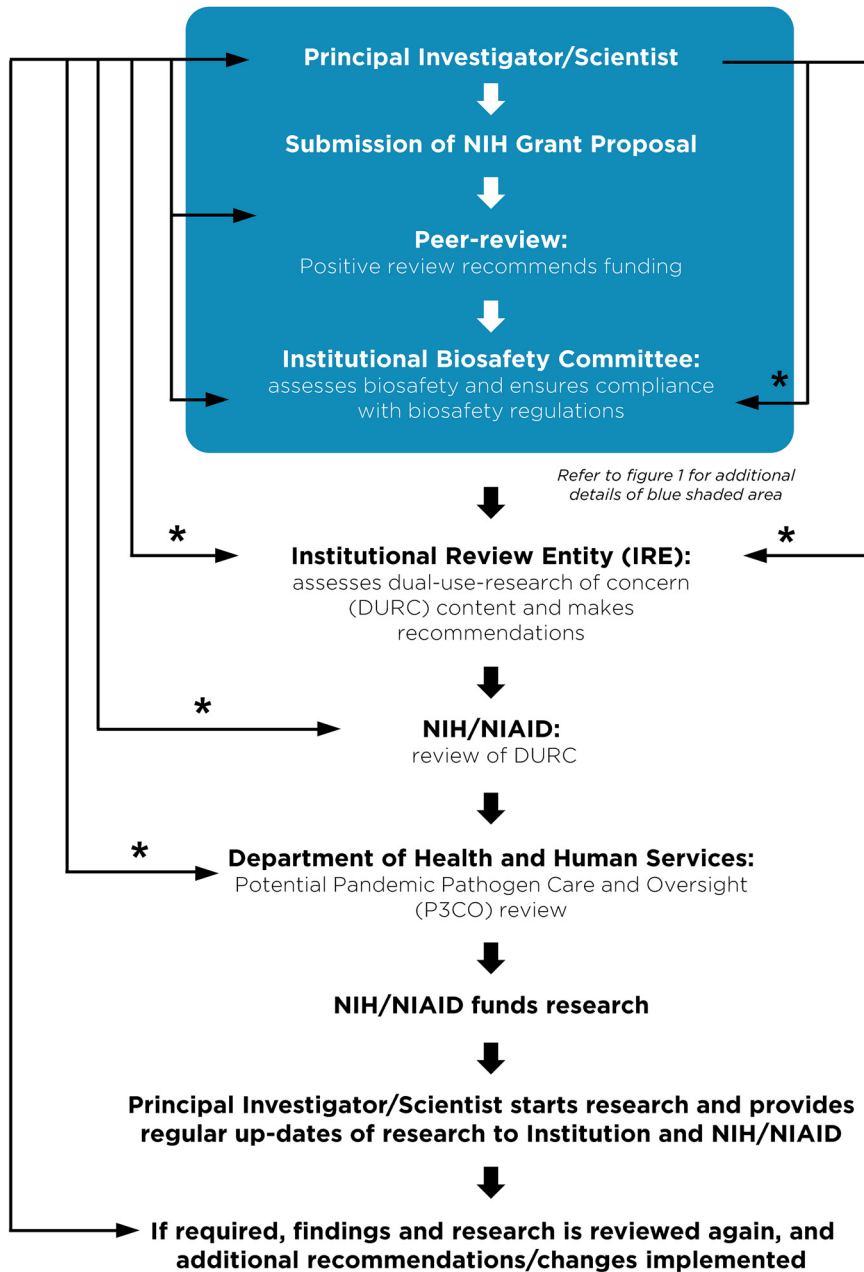 Principal Investigator/Scientist
Submission of NIH Grant Proposal
Peer-review:
Positive review recommends funding
Institutional Biosafety Committee:
assesses biosafety and ensures compliance
with biosafety regulations
*
Refer to figure 1 for additional
details of blue shaded area
*
*
Institutional Review Entity (IRE):
assesses dual-use-research of concern
(DURC) content and makes
recommendations
*
NIH/NIAID:
review of DURC
*
Department of Health and Human Services:
Potential Pandemic Pathogen Care and Oversight
(P3CO) review
NIH/NIAID funds research
Principal Investigator/Scientist starts research and provides
regular up-dates of research to Institution and NIH/NIAID
If required, findings and research is reviewed again, and
additional recommendations/changes implemented